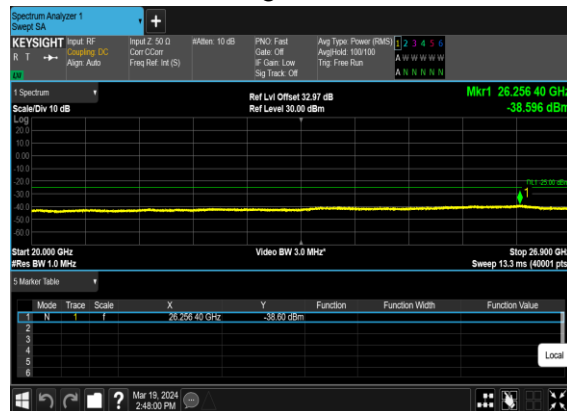 Spectrum Analyzer 1
Swept SA
+
KEYSIGHT
R T
Input: RF
Coupling: DC
Align: Auto
Input Z: 50 Ω
Corr CCorr
Freq Ref: Int (S)
#Atten: 10 dB
PNO: Fast
Gate: Off
IF Gain: Low
Sig Track: Off
Avg Type: Power (RMS)
Avg|Hold: 100/100
Trig: Free Run
1 2 3 4 5 6
A W W W W W
A N N N N N
1 Spectrum
Scale/Div 10 dB
Ref Lvl Offset 32.97 dB
Ref Level 30.00 dBm
Mkr1 26.256 40 GHz
-38.596 dBm
Log
20.0
10.0
0.00
-10.0
-20.0
-30.0
-40.0
-50.0
-60.0
1
Start 20.000 GHz
#Res BW 1.0 MHz
Video BW 3.0 MHz*
Stop 26.900 GHz
Sweep 13.3 ms (40001 pts
5 Marker Table
Mode Trace Scale X Y Function Function Width Function Value
1 N 1 f 26.256 40 GHz -38.60 dBm
2
3
4
5
6
Local
?
Mar 19, 2024
2:48:00 PM